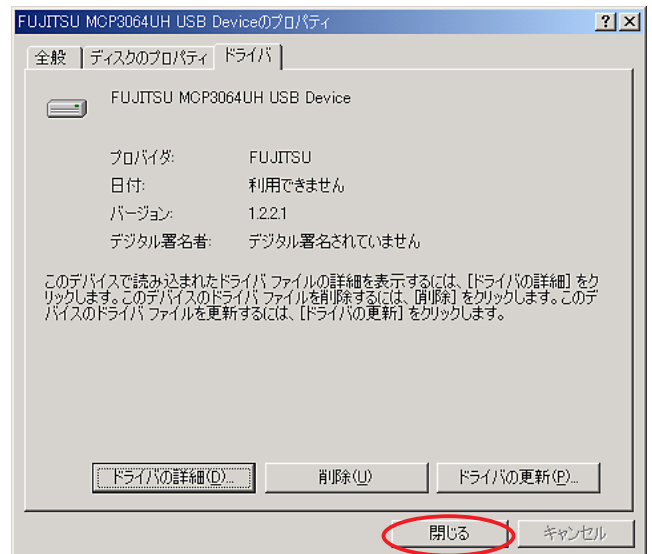 FUJITSU MCP3064UH USB Deviceのプロパティ
全般 ディスクのプロパティ ドライバ
FUJITSU MCP3064UH USB Device
プロバイダ: FUJITSU
日付: 利用できません
バージョン: 1.2.2.1
デジタル署名者: デジタル署名されていません
このデバイスで読み込まれたドライバ ファイルの詳細を表示するには、[ドライバの詳細] をク
リックします。このデバイスのドライバ ファイルを削除するには、[削除] をクリックします。このデ
バイスのドライバ ファイルを更新するには、[ドライバの更新] をクリックします。
ドライバの詳細(D)... 削除(U) ドライバの更新(P)...
閉じる キャンセル